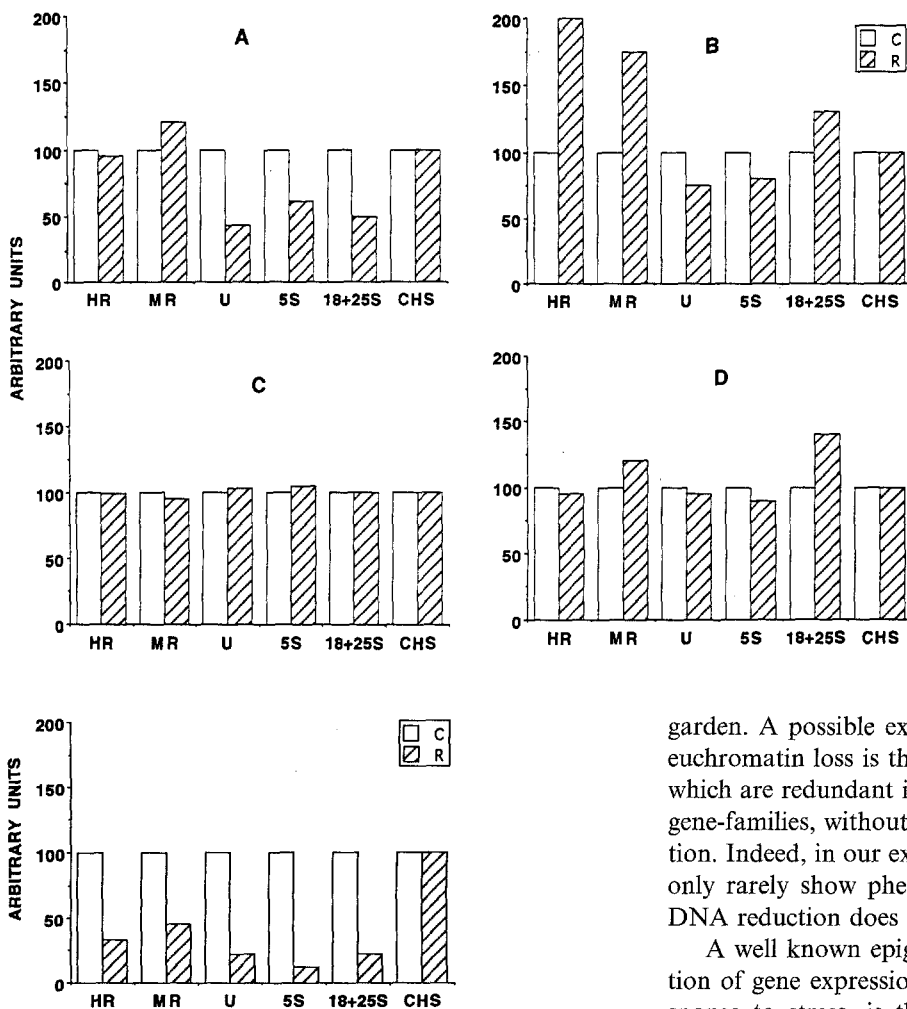 A
200
150
100
50
0
HR MR U 5S 18+25S CHS
B
C
R
200
150
100
50
0
HR MR U 5S 18+25S CHS
ARBITRARY UNITS
C
200
150
100
50
0
HR MR U 5S 18+25S CHS
D
200
150
100
50
0
HR MR U 5S 18+25S CHS
C
R
200
150
100
50
0
ARBITRARY UNITS
HR MR U 5S 18+25S CHS
garden. A possible ex
euchromatin loss is th
which are redundant i
gene-families, without
tion. Indeed, in our ex
only rarely show phe
DNA reduction does
A well known epig
tion of gene expression